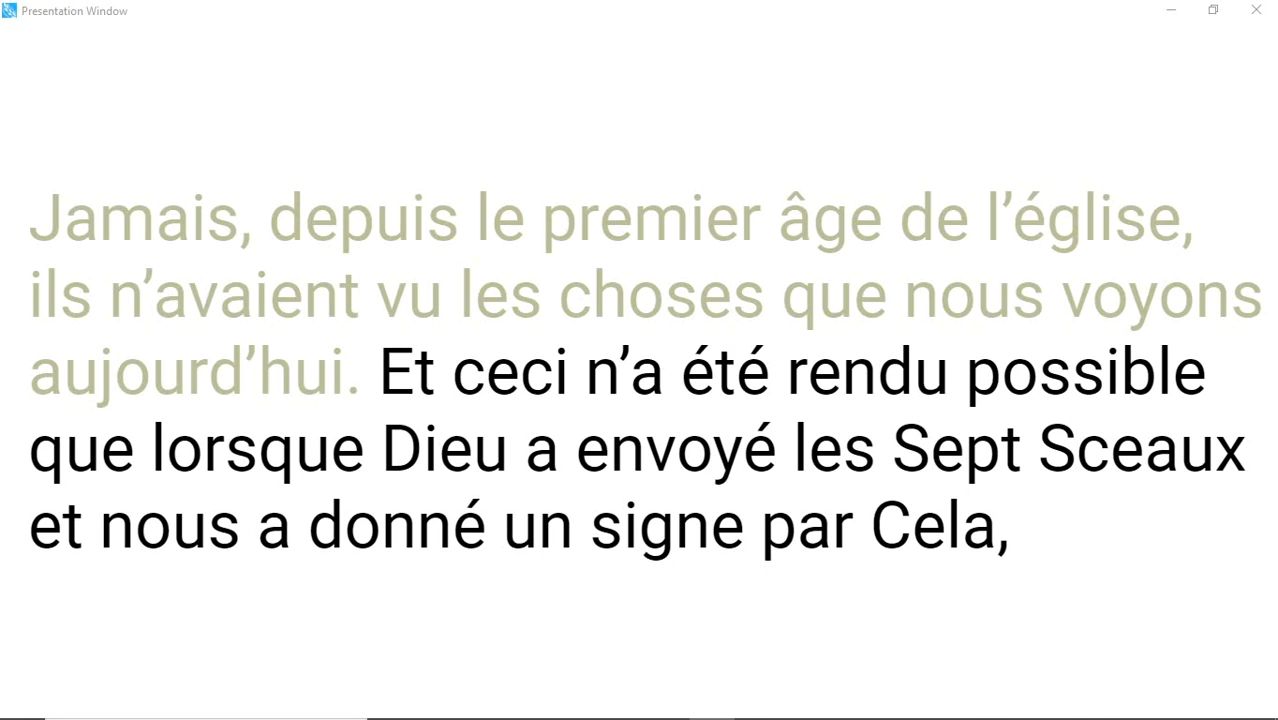 Presentation Window
Jamais, depuis le premier âge de l’église,
ils n’avaient vu les choses que nous voyons
aujourd’hui. Et ceci n’a été rendu possible
que lorsque Dieu a envoyé les Sept Sceaux
et nous a donné un signe par Cela,